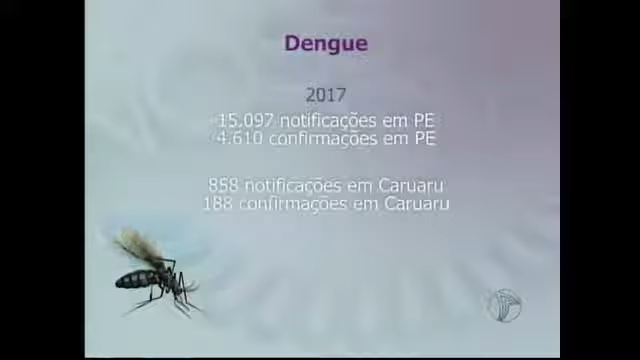 Dengue
2017
15.097 notificações em PE
4.610 confirmações em PE
858 notificações em Caruaru
188 confirmações em Caruaru